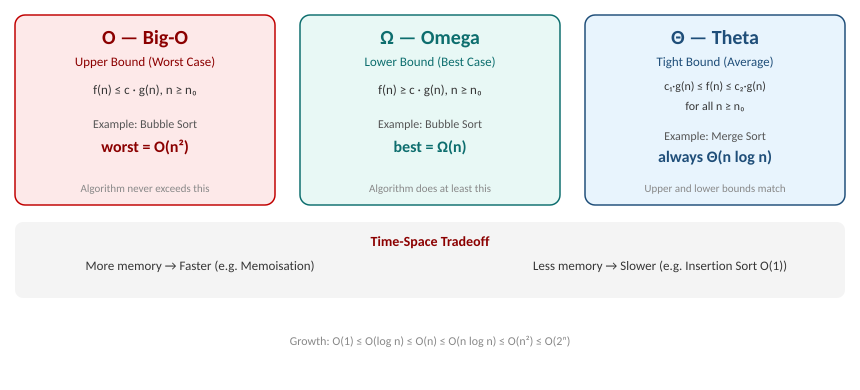 O — Big-O
Upper Bound (Worst Case)
f(n) ≤ c · g(n), n ≥ n₀
Example: Bubble Sort
worst = O(n²)
Algorithm never exceeds this
Ω — Omega
Lower Bound (Best Case)
f(n) ≥ c · g(n), n ≥ n₀
Example: Bubble Sort
best = Ω(n)
Algorithm does at least this
Θ — Theta
Tight Bound (Average)
c₁·g(n) ≤ f(n) ≤ c₂·g(n)
for all n ≥ n₀
Example: Merge Sort
always Θ(n log n)
Upper and lower bounds match
Time-Space Tradeoff
More memory → Faster (e.g. Memoisation)
Less memory → Slower (e.g. Insertion Sort O(1))
Growth: O(1) ≤ O(log n) ≤ O(n) ≤ O(n log n) ≤ O(n²) ≤ O(2ⁿ)